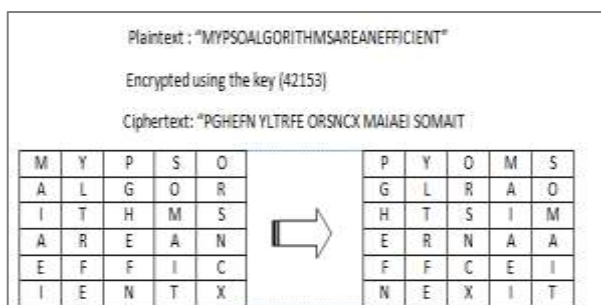 Plaintext : "MYPSOALGORITHMSAREANEFFICIENT"
Encrypted using the key (42153)
Ciphertext: "PGHEFN YLTRFE ORSNCX MAIAEI SOMAIT
M Y P S O
A L G O R
I T H M S
A R E A N
E F F I C
I E N T X
P Y O M S
G L R A O
H T S I M
E R N A A
F F C E I
N E X I T